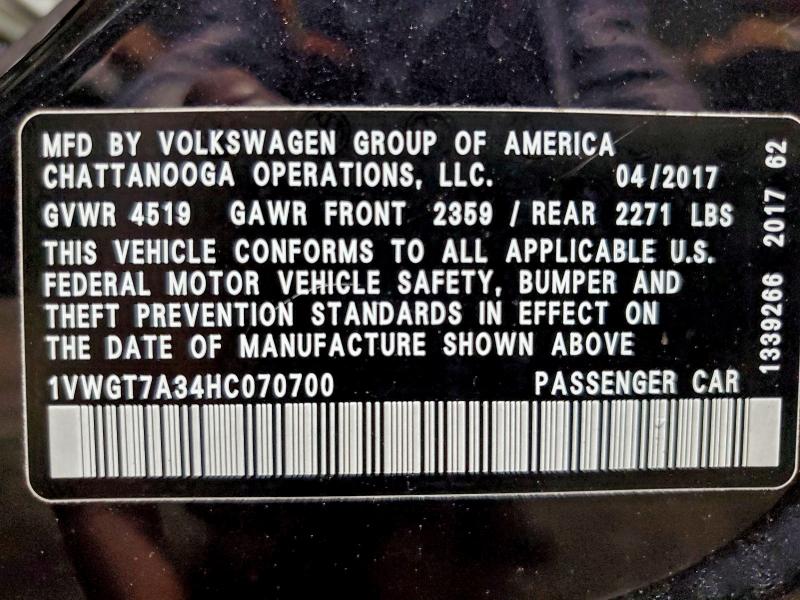 MFD BY VOLKSWAGEN GROUP OF AMERICA
CHATTANOOGA OPERATIONS, LLC. 04/2017
GVWR 4519 GAWR FRONT 2359 / REAR 2271 LBS
THIS VEHICLE CONFORMS TO ALL APPLICABLE U.S.
FEDERAL MOTOR VEHICLE SAFETY, BUMPER AND
THEFT PREVENTION STANDARDS IN EFFECT ON
THE DATE OF MANUFACTURE SHOWN ABOVE
1VWGT7A34HC070700 PASSENGER CAR
1339266 2017 62